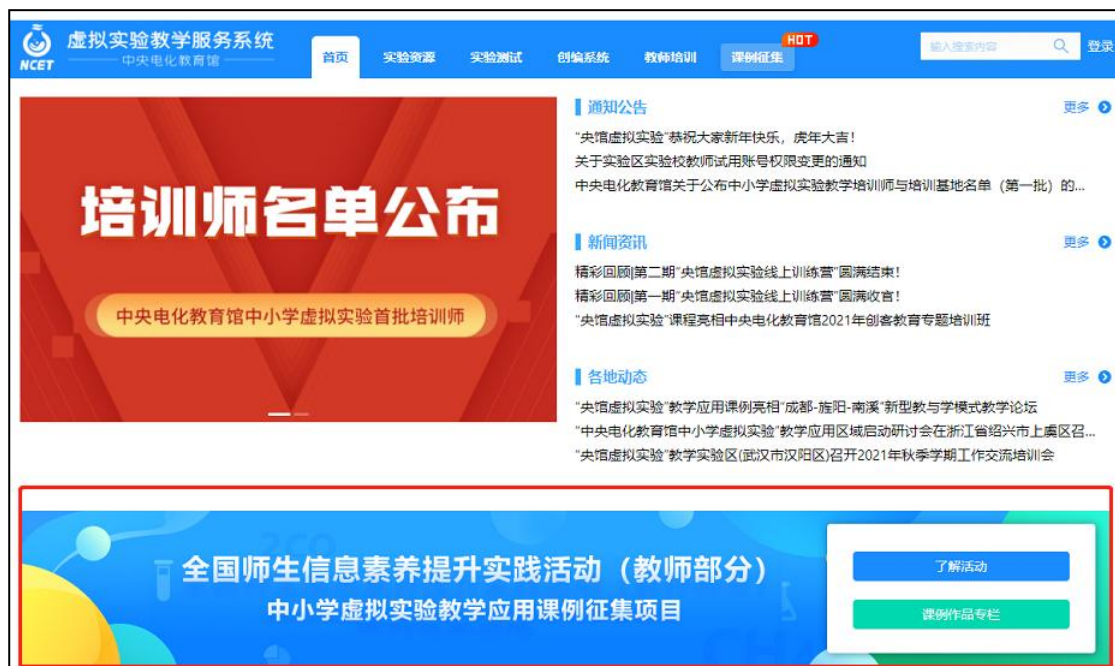 虚拟实验教学服务系统
中央电化教育馆
NCET
首页 实验资源 实验测试 创编系统 教师培训 课例征集 HOT
输入搜索内容 登录
培训师名单公布
中央电化教育馆中小学虚拟实验首批培训师
通知公告 更多
"央馆虚拟实验"恭祝大家新年快乐，虎年大吉！
关于实验区实验校教师试用账号权限变更的通知
中央电化教育馆关于公布中小学虚拟实验教学培训师与培训基地名单（第一批）的...
新闻资讯 更多
精彩回顾|第二期"央馆虚拟实验线上训练营"圆满结束！
精彩回顾|第一期"央馆虚拟实验线上训练营"圆满收官！
"央馆虚拟实验"课程亮相中央电化教育馆2021年创客教育专题培训班
各地动态 更多
"央馆虚拟实验"教学应用课例亮相"成都-旌阳-南溪"新型教与学模式教学论坛
"中央电化教育馆中小学虚拟实验"教学应用区域启动研讨会在浙江省绍兴市上虞区召...
"央馆虚拟实验"教学实验区(武汉市汉阳区)召开2021年秋季学期工作交流培训会
全国师生信息素养提升实践活动（教师部分）
中小学虚拟实验教学应用课例征集项目
了解活动
课例作品专栏